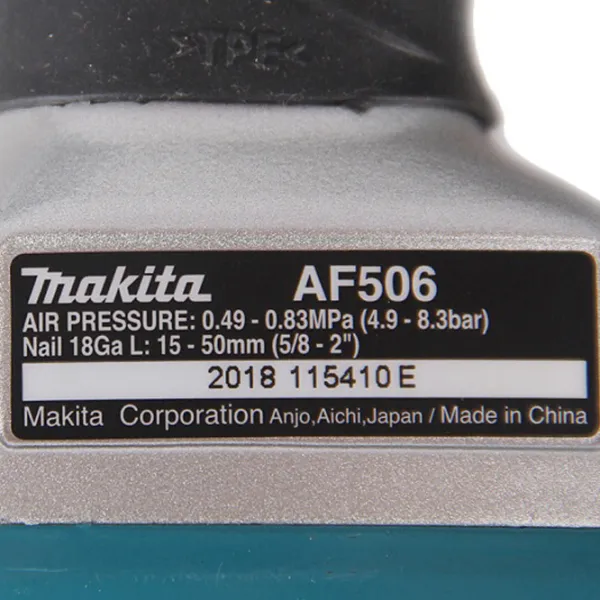 >TPE<
makita AF506
AIR PRESSURE: 0.49 - 0.83MPa (4.9 - 8.3bar)
Nail 18Ga L: 15 - 50mm (5/8 - 2")
2018 115410 E
Makita Corporation Anjo,Aichi,Japan / Made in China